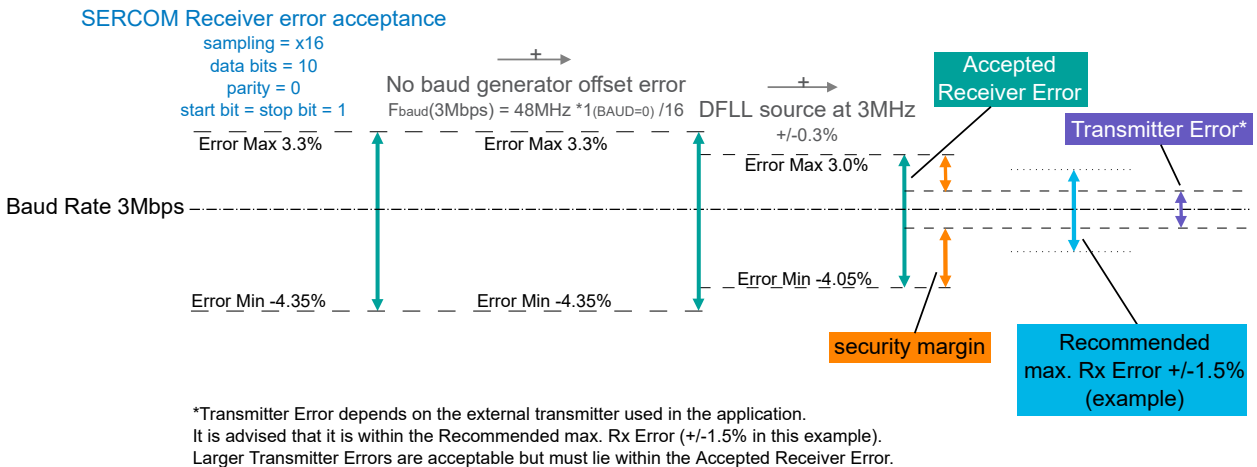 SERCOM Receiver error acceptance
sampling = x16
data bits = 10
parity = 0
start bit = stop bit = 1
+
No baud generator offset error
Fbaud(3Mbps) = 48MHz *1(BAUD=0) /16
+
DFLL source at 3MHz
+/-0.3%
Accepted
Receiver Error
Transmitter Error*
Error Max 3.3%
Error Max 3.3%
Error Max 3.0%
Baud Rate 3Mbps
Error Min -4.35%
Error Min -4.35%
Error Min -4.05%
security margin
Recommended
max. Rx Error +/-1.5%
(example)
*Transmitter Error depends on the external transmitter used in the application.
It is advised that it is within the Recommended max. Rx Error (+/-1.5% in this example).
Larger Transmitter Errors are acceptable but must lie within the Accepted Receiver Error.